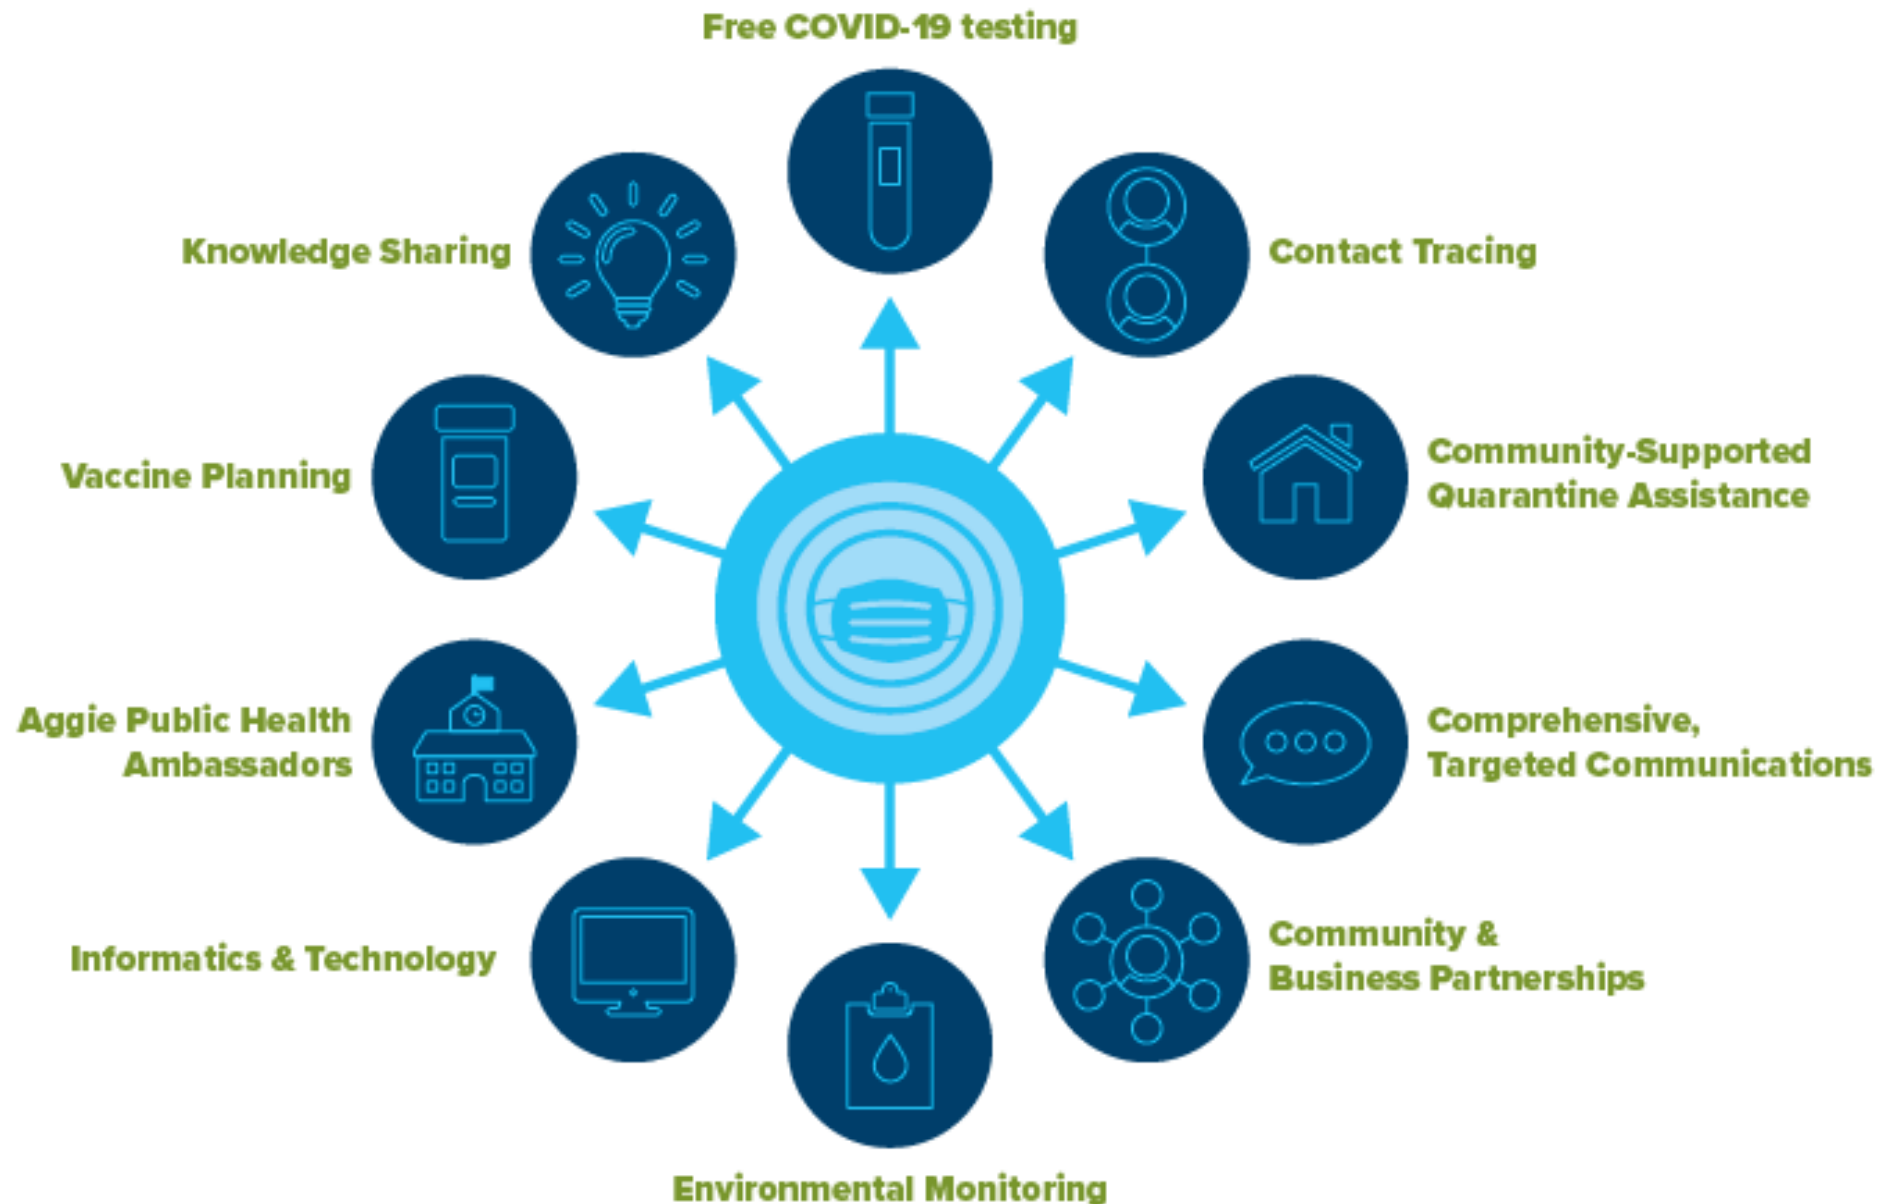 Free COVID-19 testing
Contact Tracing
Community-Supported
Quarantine Assistance
Comprehensive,
Targeted Communications
Community &
Business Partnerships
Environmental Monitoring
Informatics & Technology
Aggie Public Health
Ambassadors
Vaccine Planning
Knowledge Sharing